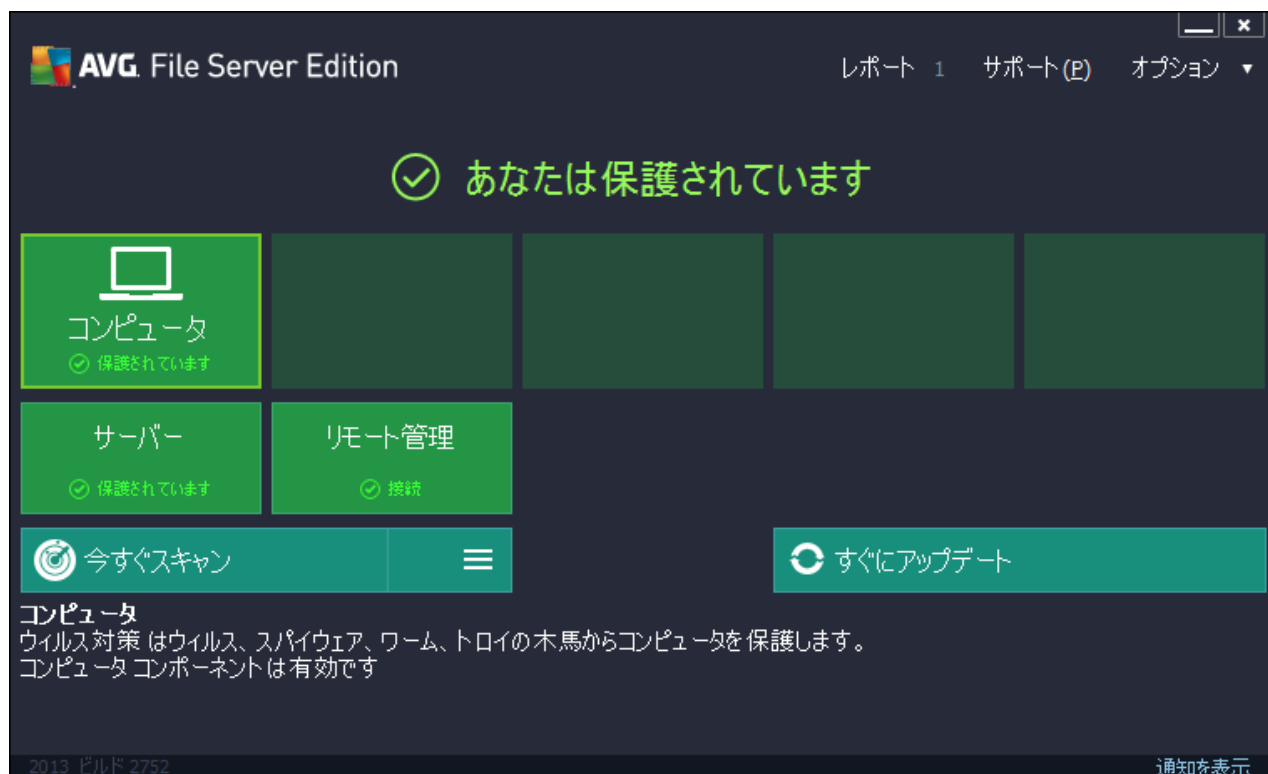 AVG. File Server Edition
レポート 1 サポート(P) オプション ▼
あなたは保護されています
コンピュータ
保護されています
サーバー
保護されています
リモート管理
接続
今すぐスキャン
すぐにアップデート
コンピュータ
ウィルス対策 はウィルス、スパイウェア、ワーム、トロイの木馬からコンピュータを保護します。
コンピュータ コンポーネントは有効です
2013 ビルド 2752
通知を表示